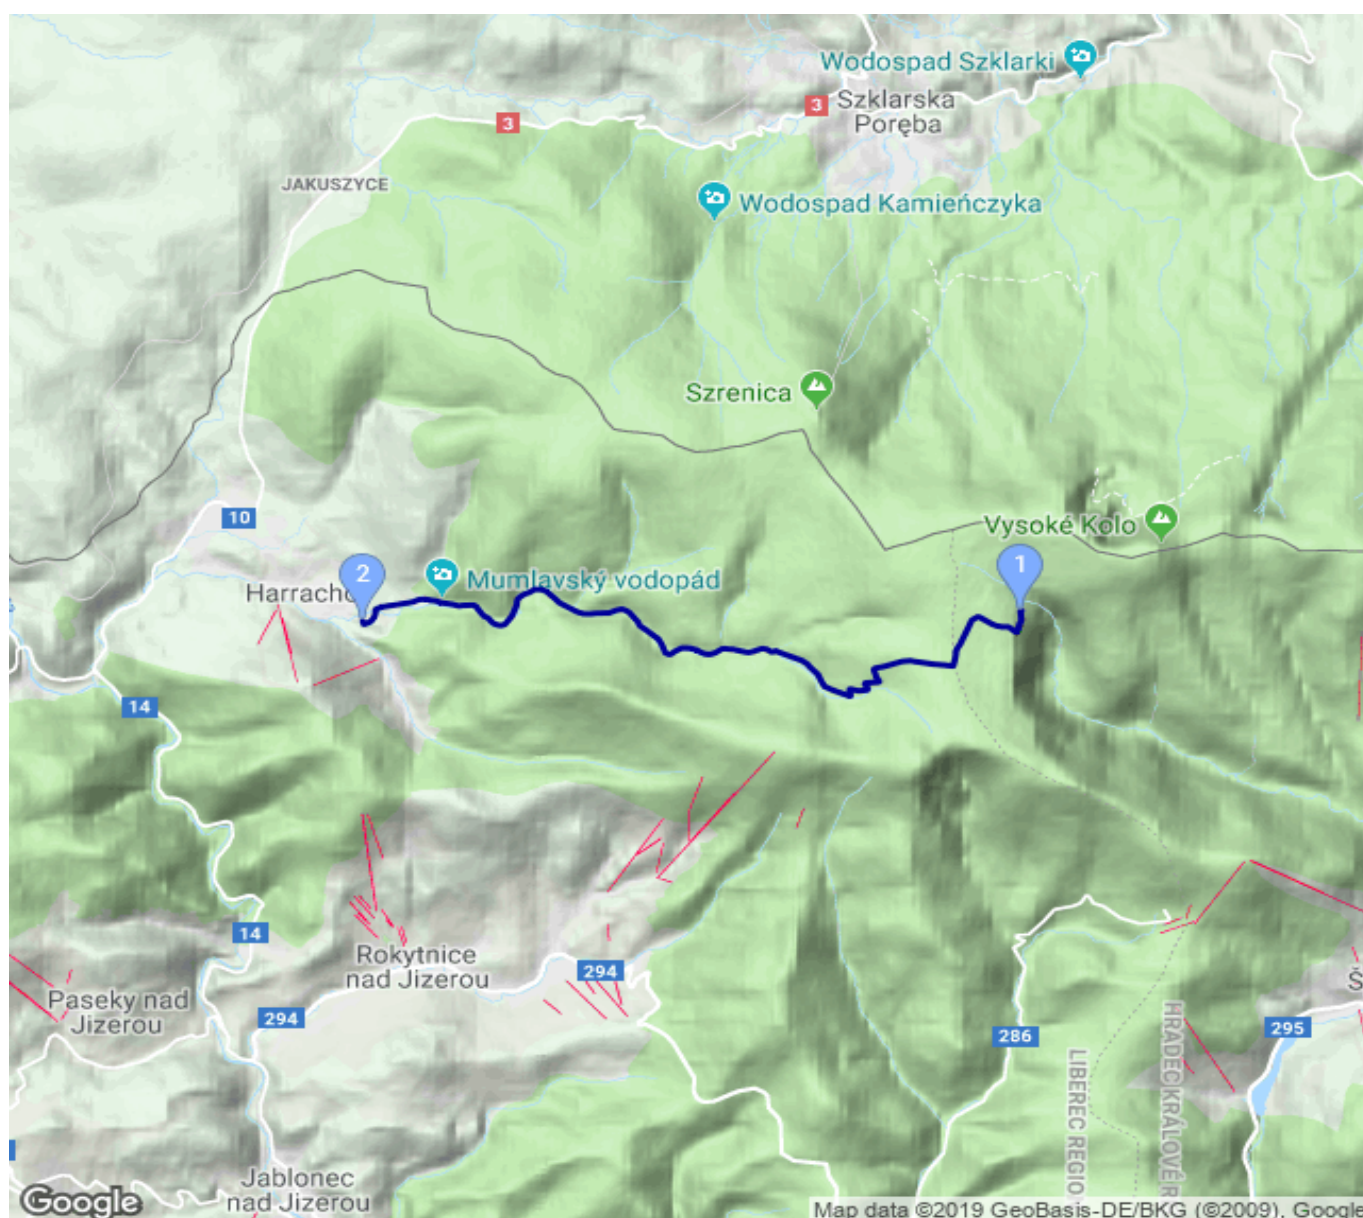 Wodospad Szklarki
3
Szklarska
Poręba
3
JAKUSZYCE
Wodospad Kamieńczyka
Szrenica
10
Vysoké Kolo
1
2
Mumlavský vodopád
Harracho
14
14
Rokytnice
nad Jizerou
294
Paseky nad
Jizerou
294
286
295
Š
HRADEC KRÁLOVÉ R
LIBEREC REGIO
Jablonec
nad Jizerou
Google
Map data ©2019 GeoBasis-DE/BKG (©2009), Google